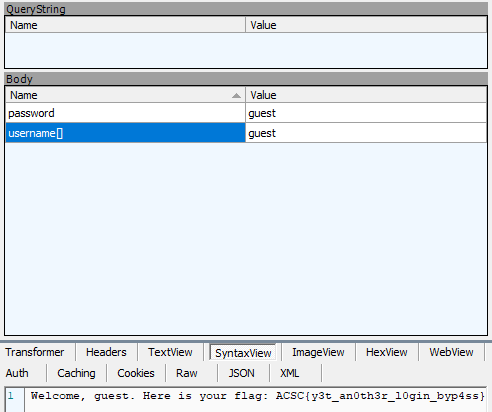 QueryString
Name Value
Body
Name Value
password guest
username[] guest
Transformer Headers TextView SyntaxView ImageView HexView WebView
Auth Caching Cookies Raw JSON XML
1 Welcome, guest. Here is your flag: ACSC{y3t_an0th3r_l0gin_byp4ss}